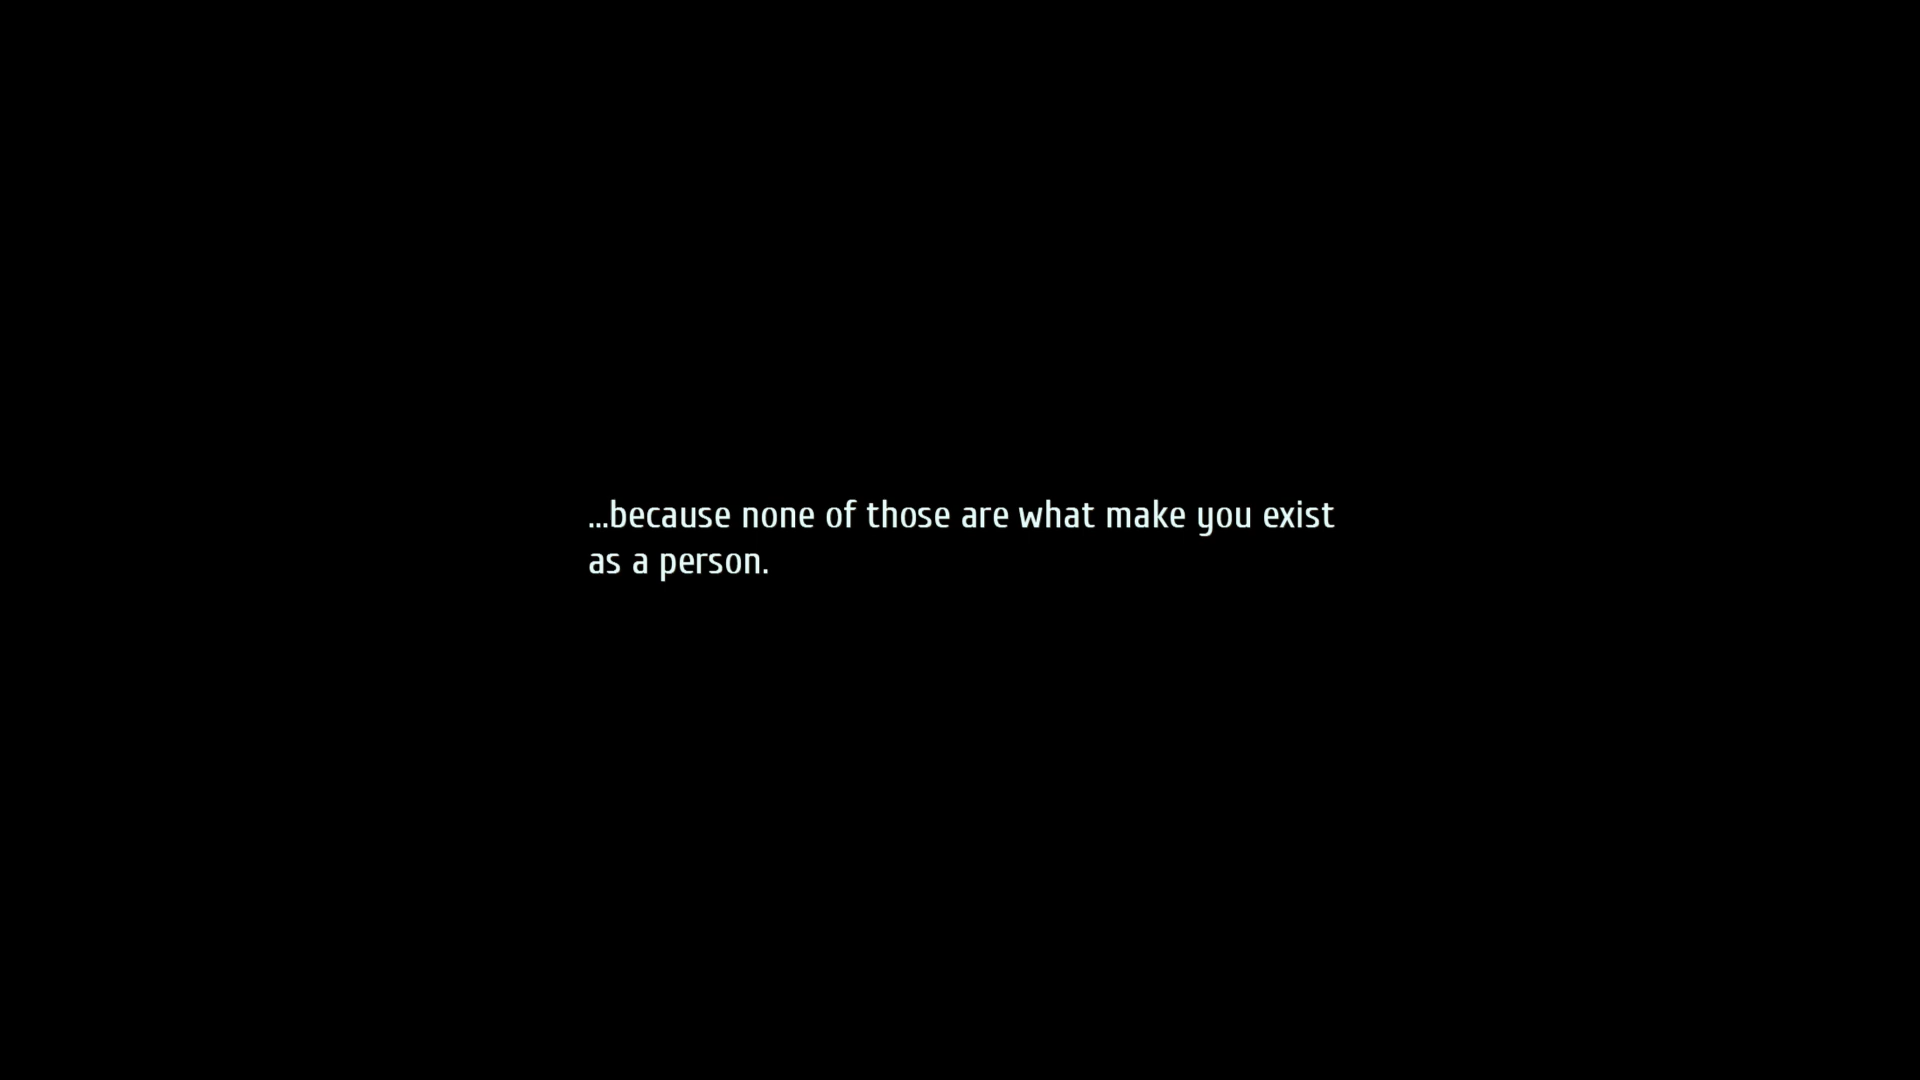 ...because none of those are what make you exist
as a person.